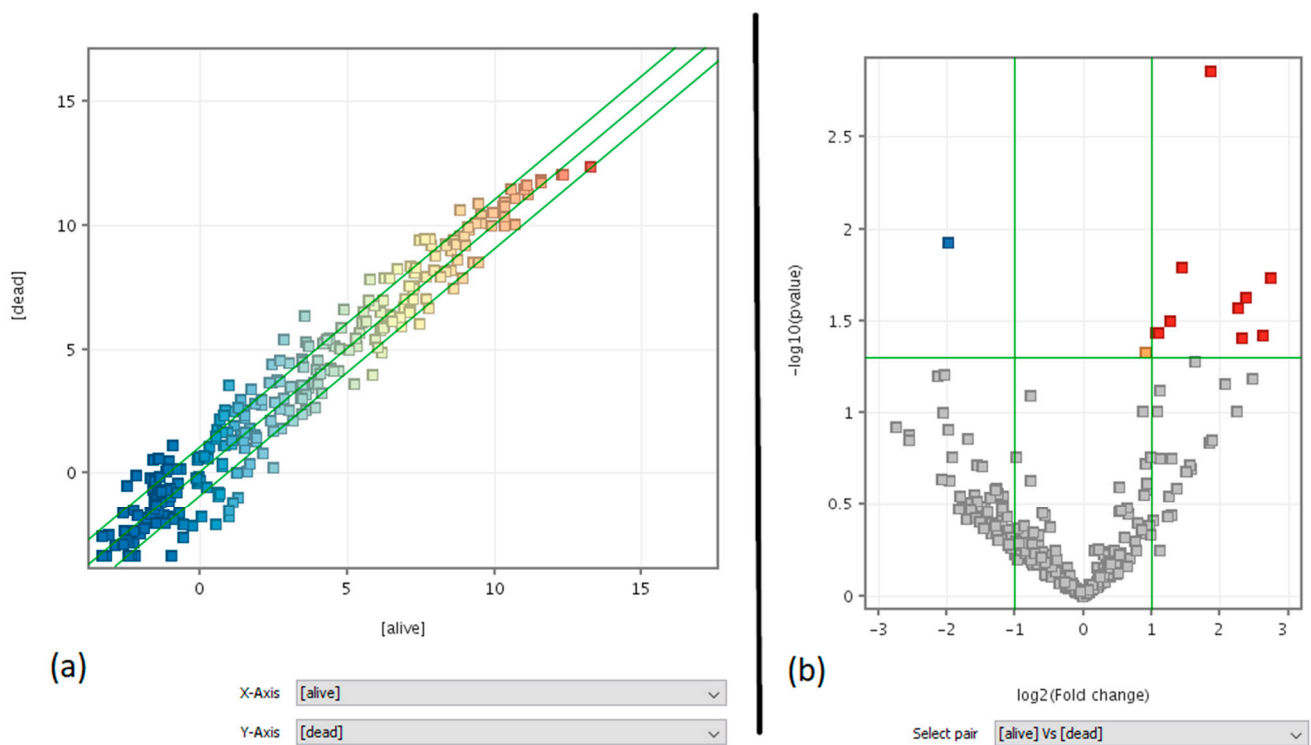 15
10
5
0
[dead]
0
5
10
15
[alive]
(a)
X-Axis
[alive]
Y-Axis
[dead]
2.5
2
1.5
1
0.5
0
−log10(pvalue)
−3
−2
−1
0
1
2
3
(b)
log2(Fold change)
Select pair
[alive] Vs [dead]